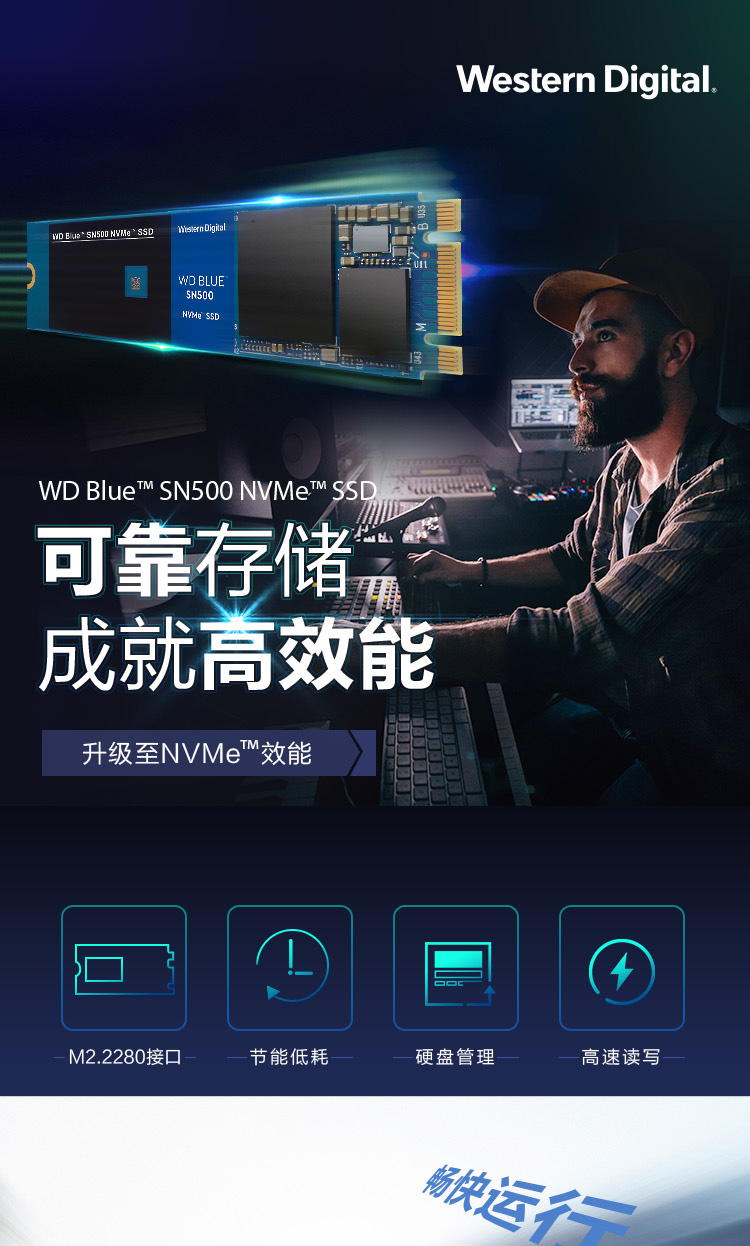 Western Digital®
WD Blue™ SN500 NVMe™ SSD
Western Digital
WD BLUE™
SN500
NVMe™ SSD
B
M
WD Blue™ SN500 NVMe™ SSD
可靠存储
成就高效能
升级至NVMe™效能
M2.2280接口
节能低耗
硬盘管理
高速读写
畅快运行